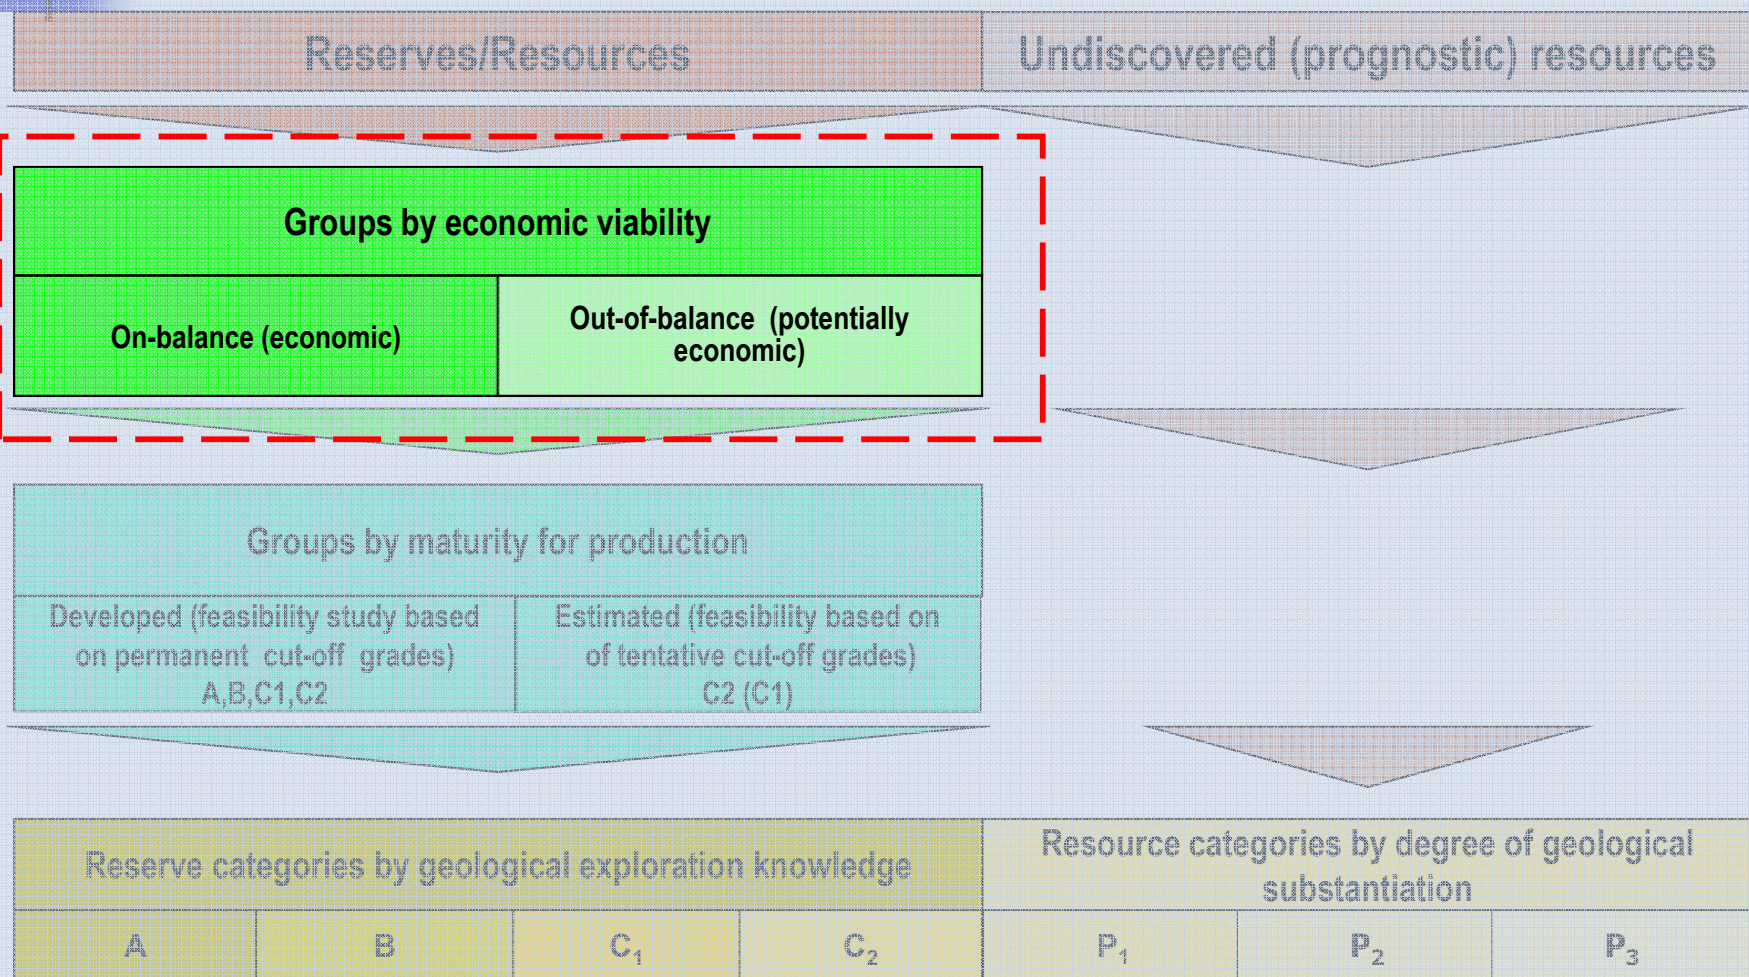 Reserves/Resources
Undiscovered (prognostic) resources
Groups by economic viability
On-balance (economic)
Out-of-balance (potentially
economic)
Groups by maturity for production
Developed (feasibility study based
on permanent cut-off grades)
A,B,C1,C2
Estimated (feasibility based on
of tentative cut-off grades)
C2 (C1)
Reserve categories by geological exploration knowledge
Resource categories by degree of geological
substantiation
A
B
C₁
C₂
P₁
P₂
P₃